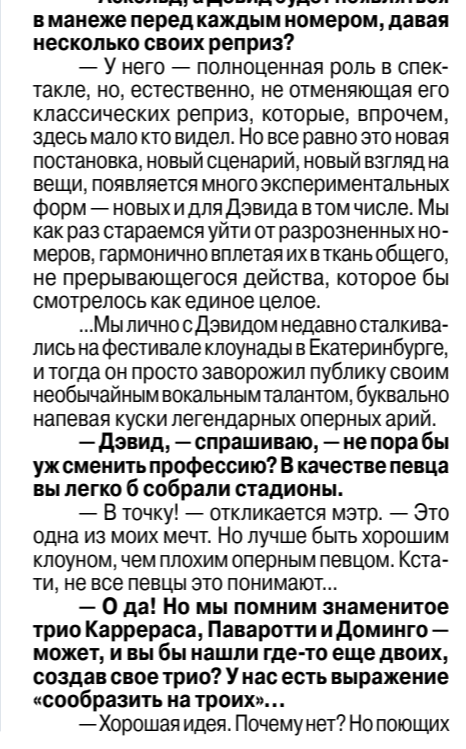 в манеже перед каждым номером, давая
несколько своих реприз?
— У него — полноценная роль в спек-
такле, но, естественно, не отменяющая его
классических реприз, которые, впрочем,
здесь мало кто видел. Но все равно это новая
постановка, новый сценарий, новый взгляд на
вещи, появляется много экспериментальных
форм — новых и для Дэвида в том числе. Мы
как раз стараемся уйти от разрозненных но-
меров, гармонично вплетая их в ткань общего,
не прерывающегося действа, которое бы
смотрелось как единое целое.
...Мы лично с Дэвидом недавно сталкива-
лись на фестивале клоунады в Екатеринбурге,
и тогда он просто заворожил публику своим
необычайным вокальным талантом, буквально
напевая куски легендарных оперных арий.
— Дэвид, — спрашиваю, — не пора бы
уж сменить профессию? В качестве певца
вы легко б собрали стадионы.
— В точку! — откликается мэтр. — Это
одна из моих мечт. Но лучше быть хорошим
клоуном, чем плохим оперным певцом. Кста-
ти, не все певцы это понимают...
— О да! Но мы помним знаменитое
трио Каррераса, Паваротти и Доминго —
может, и вы бы нашли где-то еще двоих,
создав свое трио? У нас есть выражение
«сообразить на троих»...
— Хорошая идея. Почему нет? Но поющих